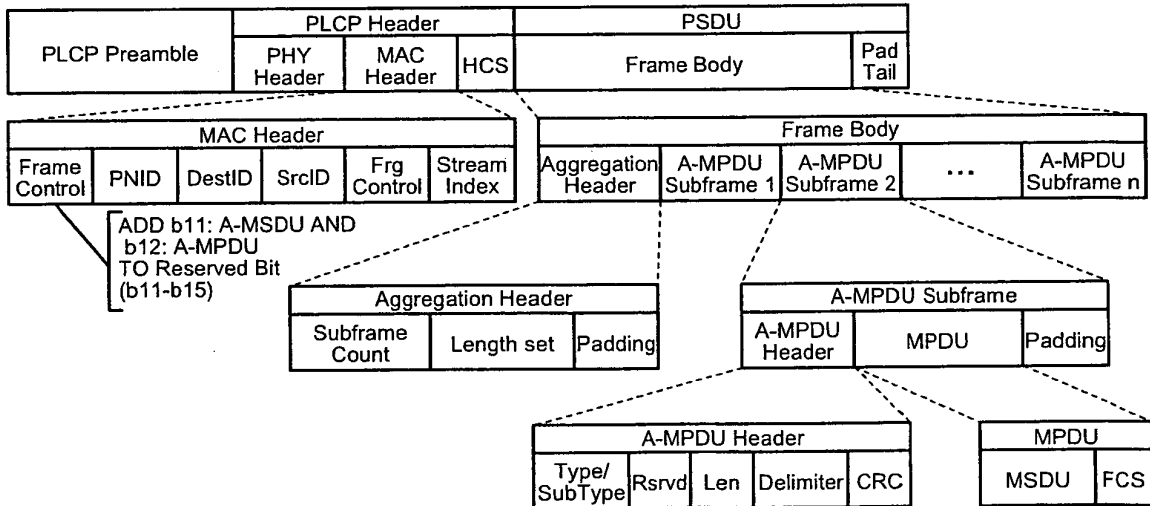 PLCP Header
PSDU
PLCP Preamble
PHY
Header
MAC
Header
HCS
Frame Body
Pad
Tail
MAC Header
Frame
Control
PNID
DestID
SrcID
Frg
Control
Stream
Index
Frame Body
Aggregation
Header
A-MPDU
Subframe 1
A-MPDU
Subframe 2
...
A-MPDU
Subframe n
ADD b11: A-MSDU AND
b12: A-MPDU
TO Reserved Bit
(b11-b15)
Aggregation Header
Subframe
Count
Length set
Padding
A-MPDU Subframe
A-MPDU
Header
MPDU
Padding
A-MPDU Header
Type/
SubType
Rsrvd
Len
Delimiter
CRC
MPDU
MSDU
FCS